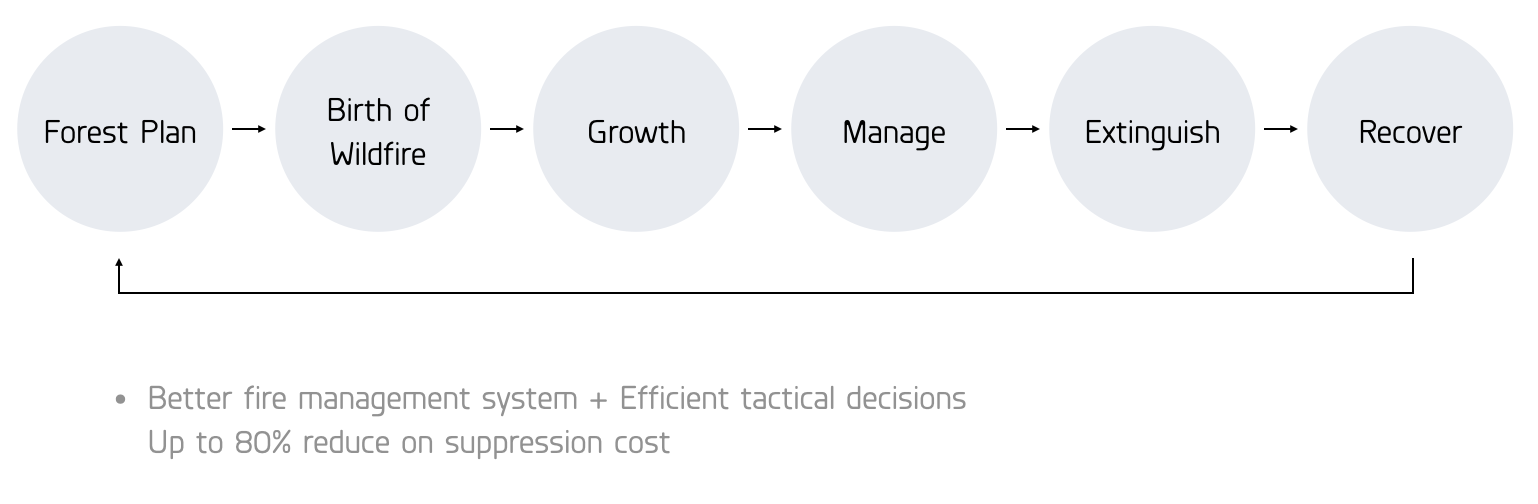 Forest Plan
Birth of
Wildfire
Growth
Manage
Extinguish
Recover
• Better fire management system + Efficient tactical decisions
Up to 80% reduce on suppression cost